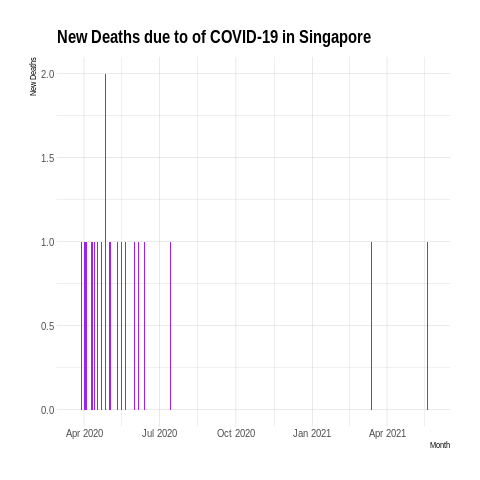 New Deaths due to of COVID-19 in Singapore
New Deaths
2.0
1.5
1.0
0.5
0.0
Apr 2020 Jul 2020 Oct 2020 Jan 2021 Apr 2021
Month